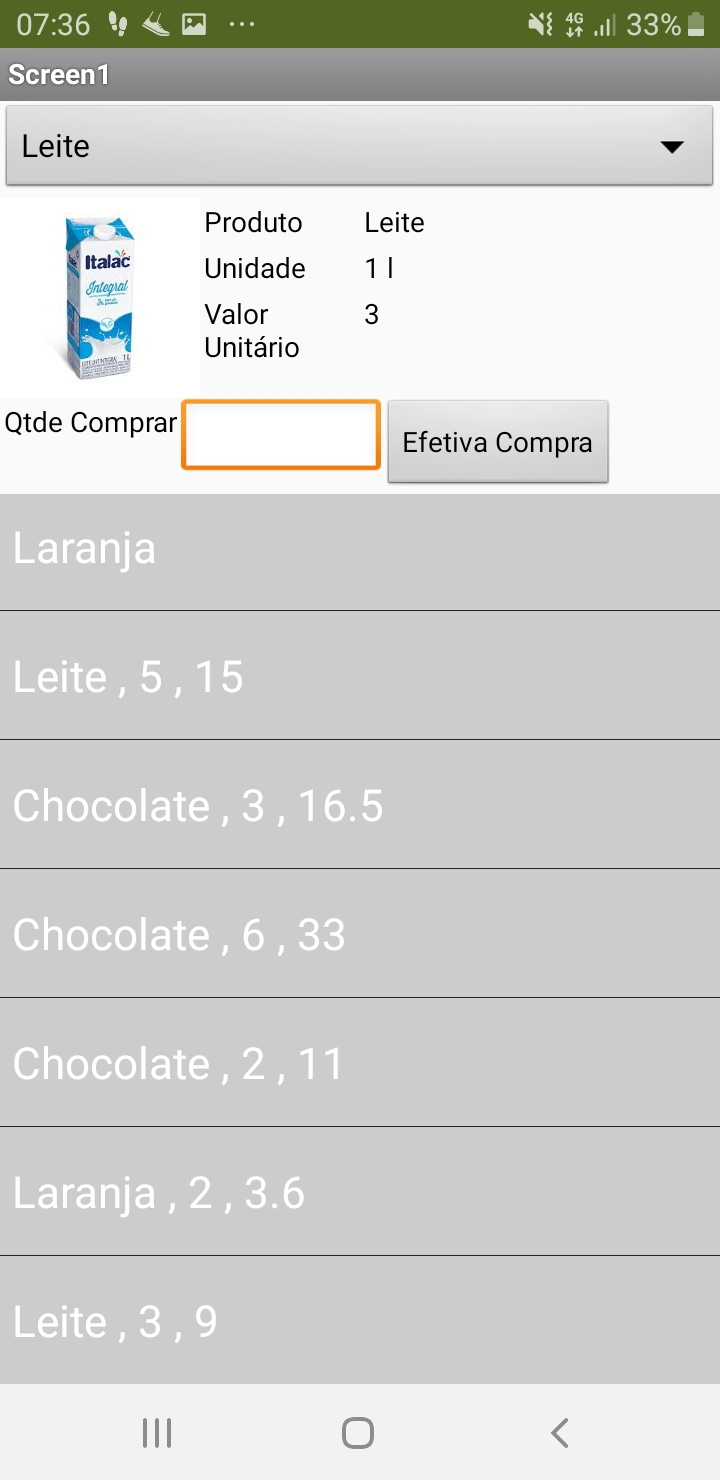 07:36
4G
33%
Screen1
Leite
Italac
Integral
Produto Leite
Unidade 1 l
Valor Unitário 3
Qtde Comprar
Efetiva Compra
Laranja
Leite , 5 , 15
Chocolate , 3 , 16.5
Chocolate , 6 , 33
Chocolate , 2 , 11
Laranja , 2 , 3.6
Leite , 3 , 9